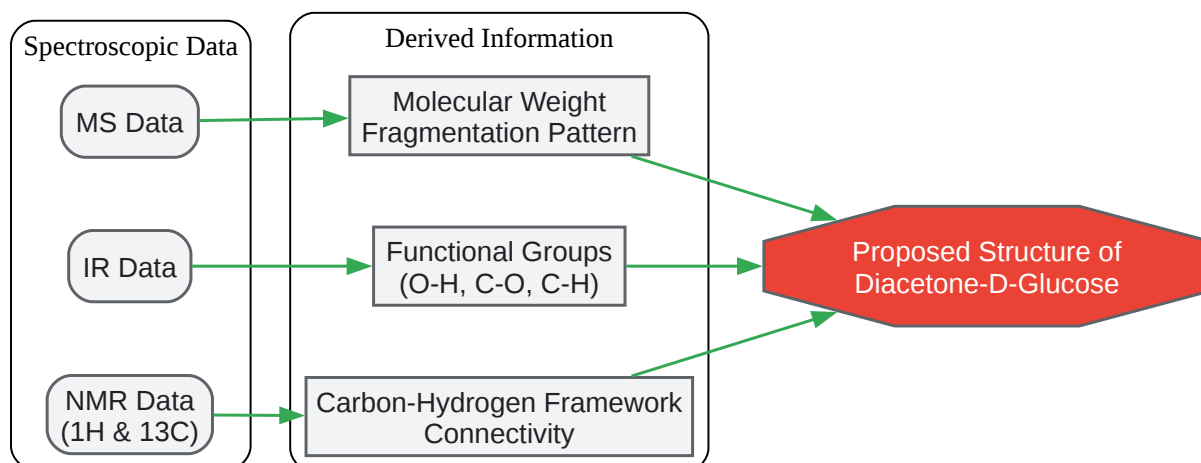 Spectroscopic Data
Derived Information
MS Data
Molecular Weight
Fragmentation Pattern
IR Data
Functional Groups
(O-H, C-O, C-H)
Proposed Structure of
Diacetone-D-Glucose
NMR Data
(1H & 13C)
Carbon-Hydrogen Framework
Connectivity